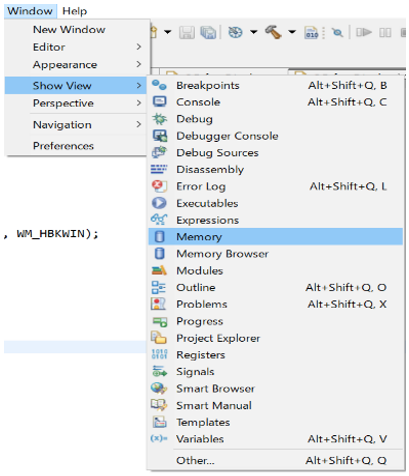 Window Help
New Window
Editor >
Appearance >
Show View >
Perspective >
Navigation >
Preferences
Breakpoints Alt+Shift+Q, B
Console Alt+Shift+Q, C
Debug
Debugger Console
Debug Sources
Disassembly
Error Log Alt+Shift+Q, L
Executables
Expressions
Memory
Memory Browser
Modules
Outline Alt+Shift+Q, O
Problems Alt+Shift+Q, X
Progress
Project Explorer
Registers
Signals
Smart Browser
Smart Manual
Templates
Variables Alt+Shift+Q, V
Other... Alt+Shift+Q, Q
, WM_HBKWIN);